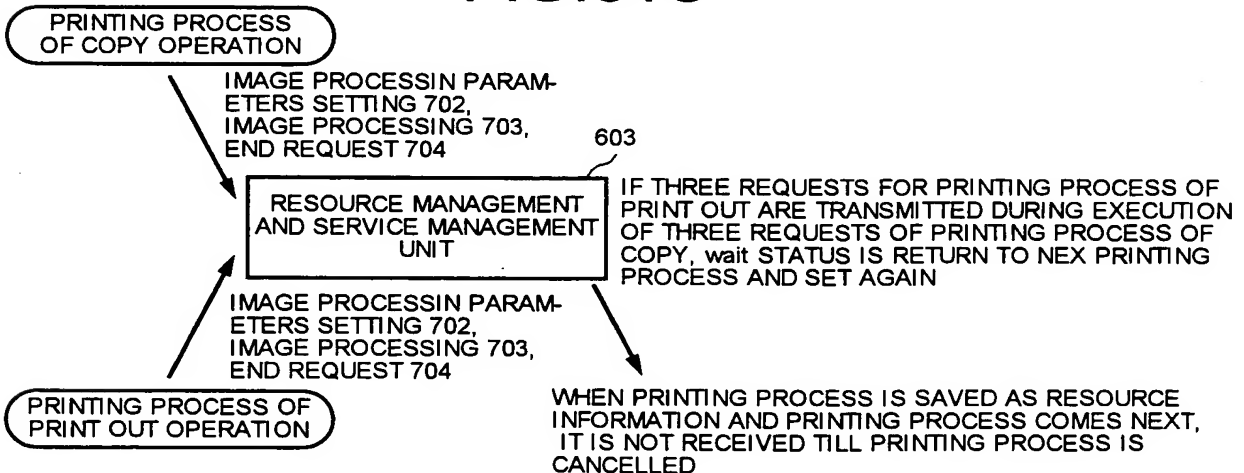 PRINTING PROCESS
OF COPY OPERATION
IMAGE PROCESSIN PARAM-
ETERS SETTING 702,
IMAGE PROCESSING 703,
END REQUEST 704
603
RESOURCE MANAGEMENT
AND SERVICE MANAGEMENT
UNIT
IF THREE REQUESTS FOR PRINTING PROCESS OF
PRINT OUT ARE TRANSMITTED DURING EXECUTION
OF THREE REQUESTS OF PRINTING PROCESS OF
COPY, wait STATUS IS RETURN TO NEX PRINTING
PROCESS AND SET AGAIN
IMAGE PROCESSIN PARAM-
ETERS SETTING 702,
IMAGE PROCESSING 703,
END REQUEST 704
PRINTING PROCESS OF
PRINT OUT OPERATION
WHEN PRINTING PROCESS IS SAVED AS RESOURCE
INFORMATION AND PRINTING PROCESS COMES NEXT,
IT IS NOT RECEIVED TILL PRINTING PROCESS IS
CANCELLED